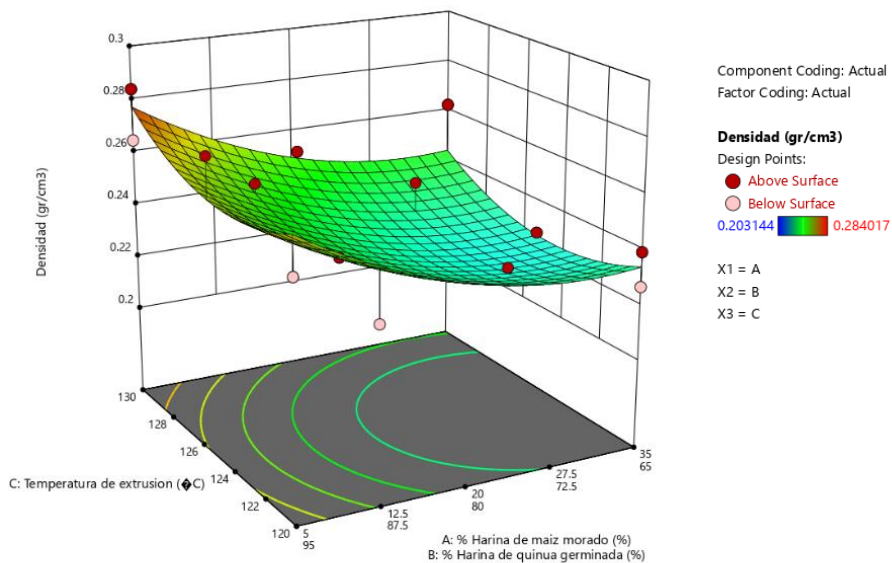 0.3
0.28
0.26
0.24
0.22
0.2
Densidad (gr/cm3)
130
128
126
124
122
120
C: Temperatura de extrusion (�C)
5
95
12.5
87.5
20
80
27.5
72.5
35
65
A: % Harina de maiz morado (%)
B: % Harina de quinua germinada (%)
Component Coding: Actual
Factor Coding: Actual
Densidad (gr/cm3)
Design Points:
Above Surface
Below Surface
0.203144 0.284017
X1 = A
X2 = B
X3 = C